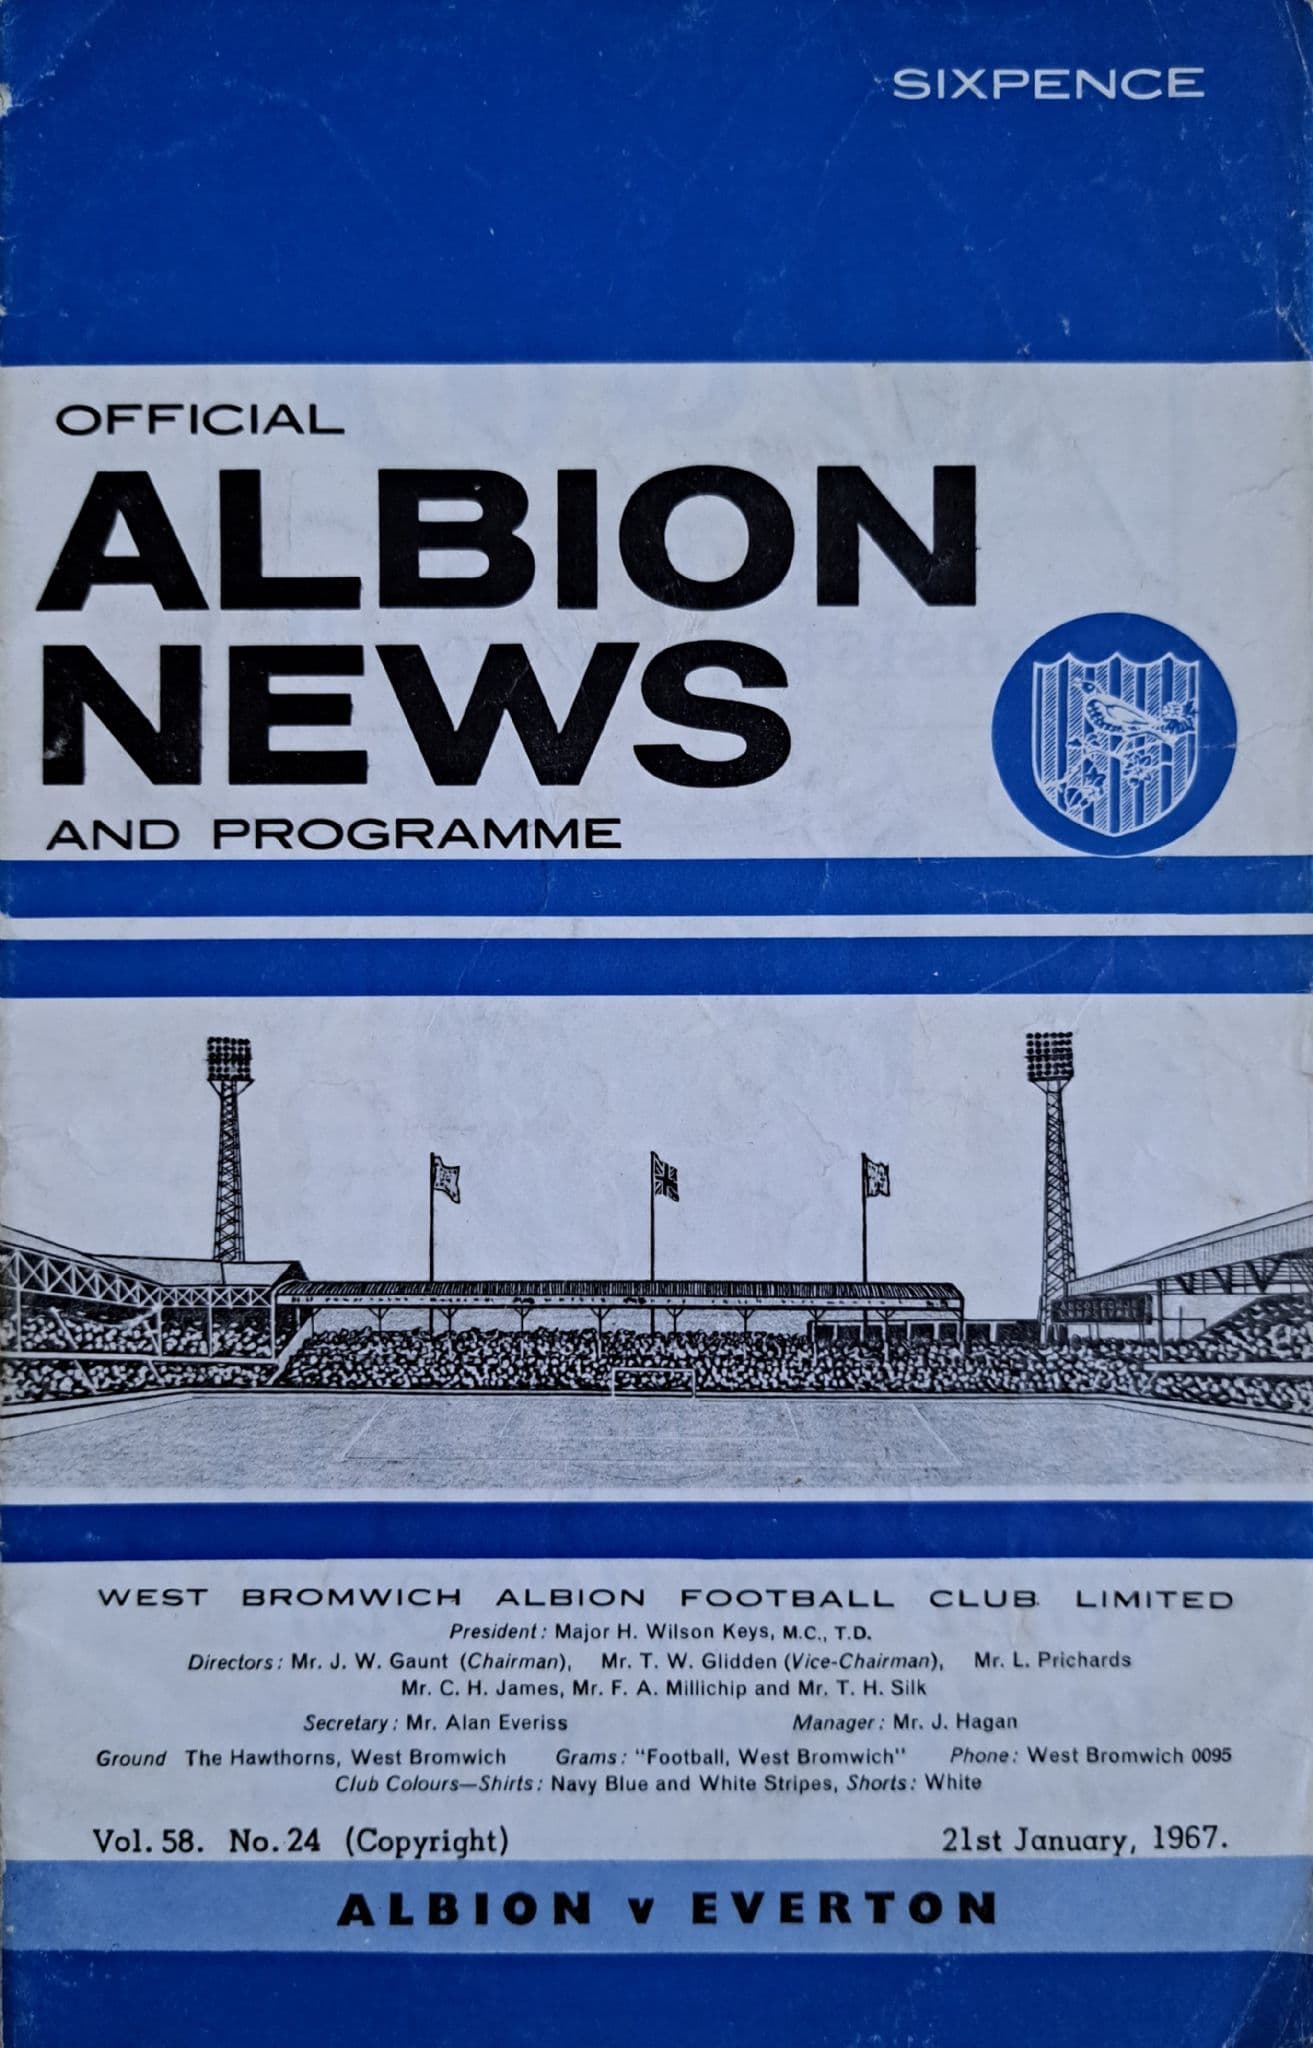 SIXPENCE
OFFICIAL
ALBION
NEWS
AND PROGRAMME
WEST BROMWICH ALBION FOOTBALL CLUB LIMITED
President: Major H. Wilson Keys, M.C., T.D.
Directors: Mr. J. W. Gaunt (Chairman), Mr. T. W. Glidden (Vice-Chairman), Mr. L. Prichards
Mr. C. H. James, Mr. F. A. Millichip and Mr. T. H. Silk
Secretary: Mr. Alan Everiss Manager: Mr. J. Hagan
Ground The Hawthorns, West Bromwich Grams: "Football, West Bromwich" Phone: West Bromwich 0095
Club Colours—Shirts: Navy Blue and White Stripes, Shorts: White
Vol. 58. No. 24 (Copyright) 21st January, 1967.
ALBION v EVERTON